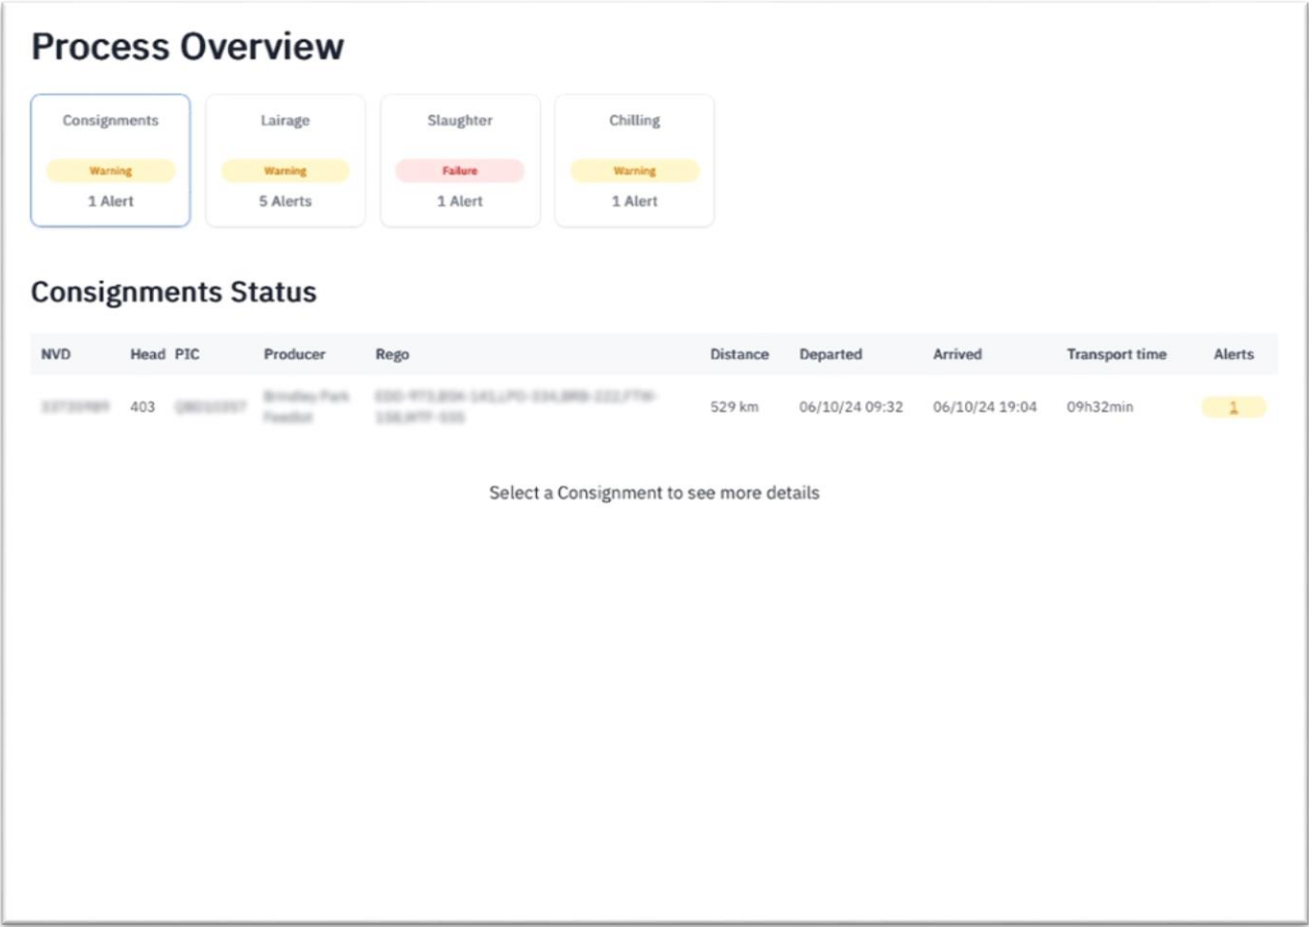 Process Overview
Consignments
Warning
1 Alert
Lairage
Warning
5 Alerts
Slaughter
Failure
1 Alert
Chilling
Warning
1 Alert
Consignments Status
NVD Head PIC Producer Rego Distance Departed Arrived Transport time Alerts
403 529 km 06/10/24 09:32 06/10/24 19:04 09h32min 1
Select a Consignment to see more details